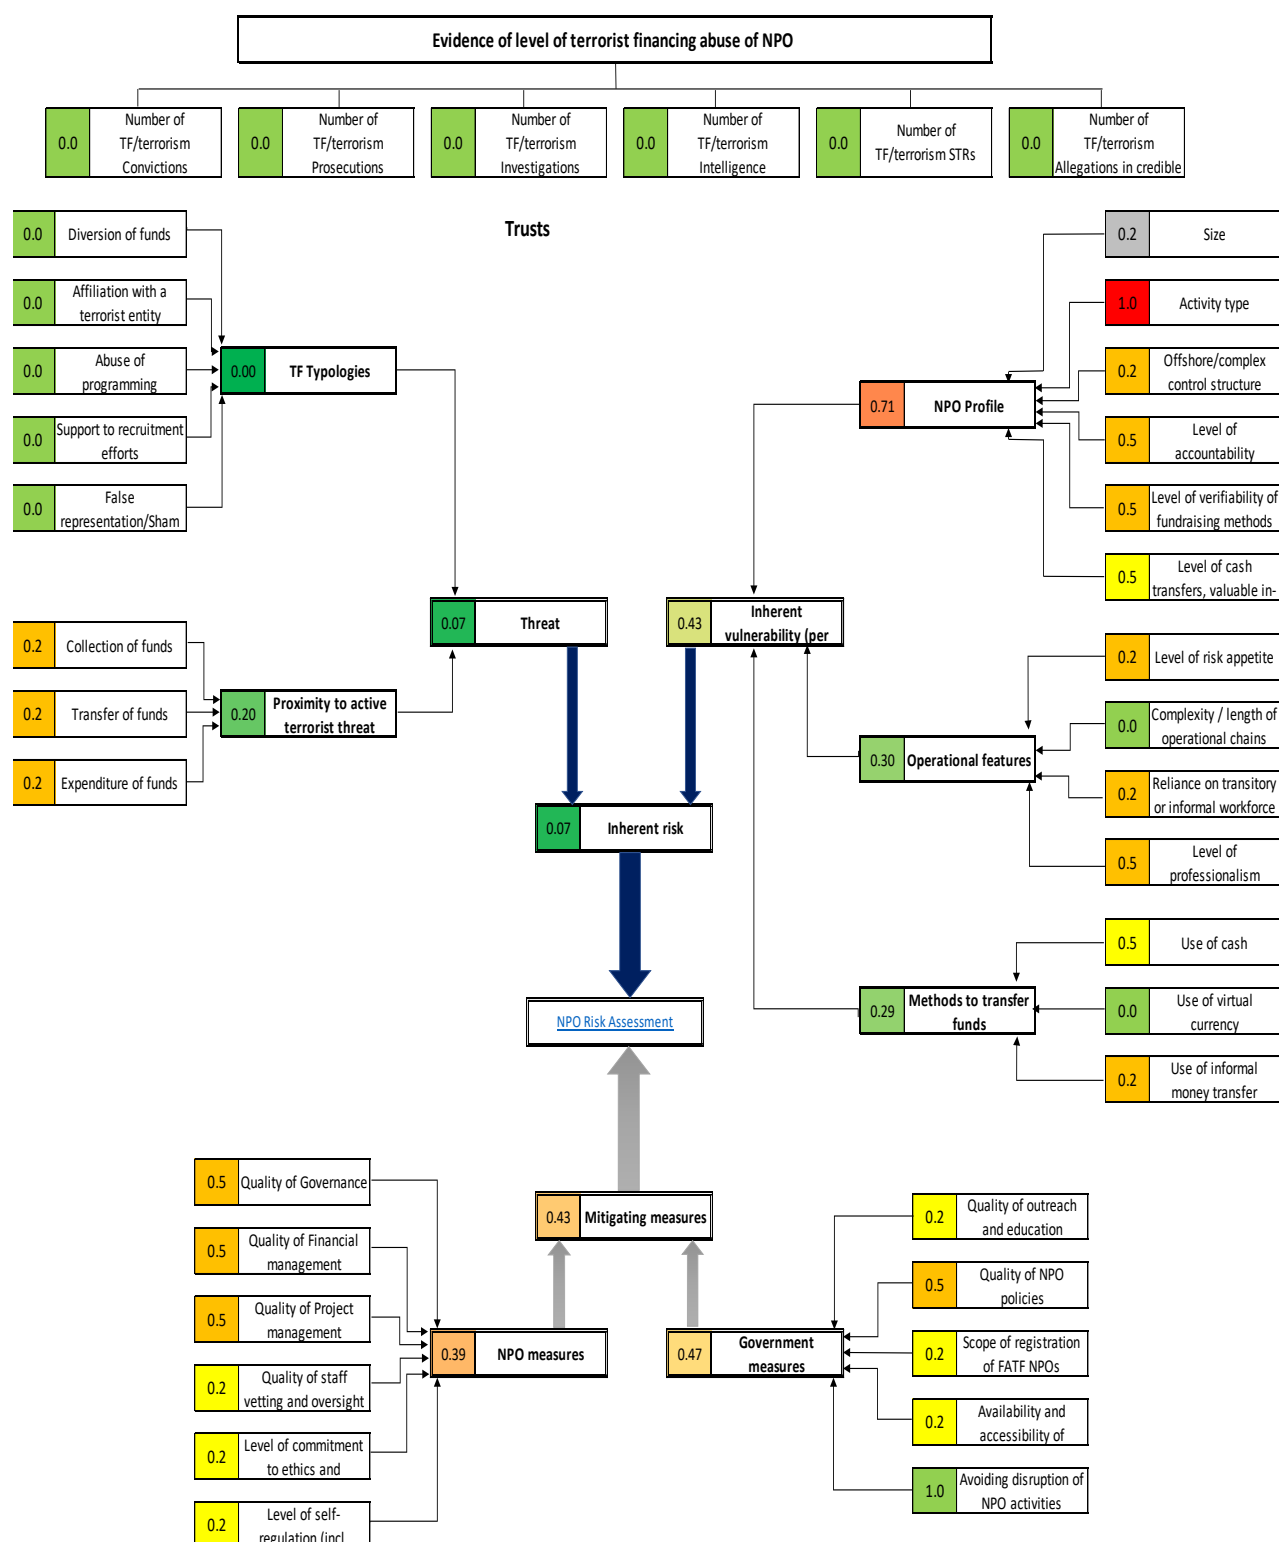 Evidence of level of terrorist financing abuse of NPO
0.0
Number of
TF/terrorism
Convictions
0.0
Number of
TF/terrorism
Prosecutions
0.0
Number of
TF/terrorism
Investigations
0.0
Number of
TF/terrorism
Intelligence
0.0
Number of
TF/terrorism STRs
0.0
Number of
TF/terrorism
Allegations in credible
Trusts
0.0
Diversion of funds
0.0
Affiliation with a
terrorist entity
0.0
Abuse of
programming
0.0
Support to recruitment
efforts
0.0
False
representation/Sham
0.00
TF Typologies
0.2
Size
1.0
Activity type
0.2
Offshore/complex
control structure
0.5
Level of
accountability
0.5
Level of verifiability of
fundraising methods
0.5
Level of cash
transfers, valuable in-
0.71
NPO Profile
0.07
Threat
0.43
Inherent
vulnerability (per
0.2
Collection of funds
0.2
Transfer of funds
0.2
Expenditure of funds
0.20
Proximity to active
terrorist threat
0.2
Level of risk appetite
0.0
Complexity / length of
operational chains
0.2
Reliance on transitory
or informal workforce
0.5
Level of
professionalism
0.30
Operational features
0.07
Inherent risk
0.5
Use of cash
0.0
Use of virtual
currency
0.2
Use of informal
money transfer
0.29
Methods to transfer
funds
NPO Risk Assessment
0.43
Mitigating measures
0.5
Quality of Governance
0.5
Quality of Financial
management
0.5
Quality of Project
management
0.2
Quality of staff
vetting and oversight
0.2
Level of commitment
to ethics and
0.2
Level of self-
regulation (incl
0.39
NPO measures
0.47
Government
measures
0.2
Quality of outreach
and education
0.5
Quality of NPO
policies
0.2
Scope of registration
of FATF NPOs
0.2
Availability and
accessibility of
1.0
Avoiding disruption of
NPO activities